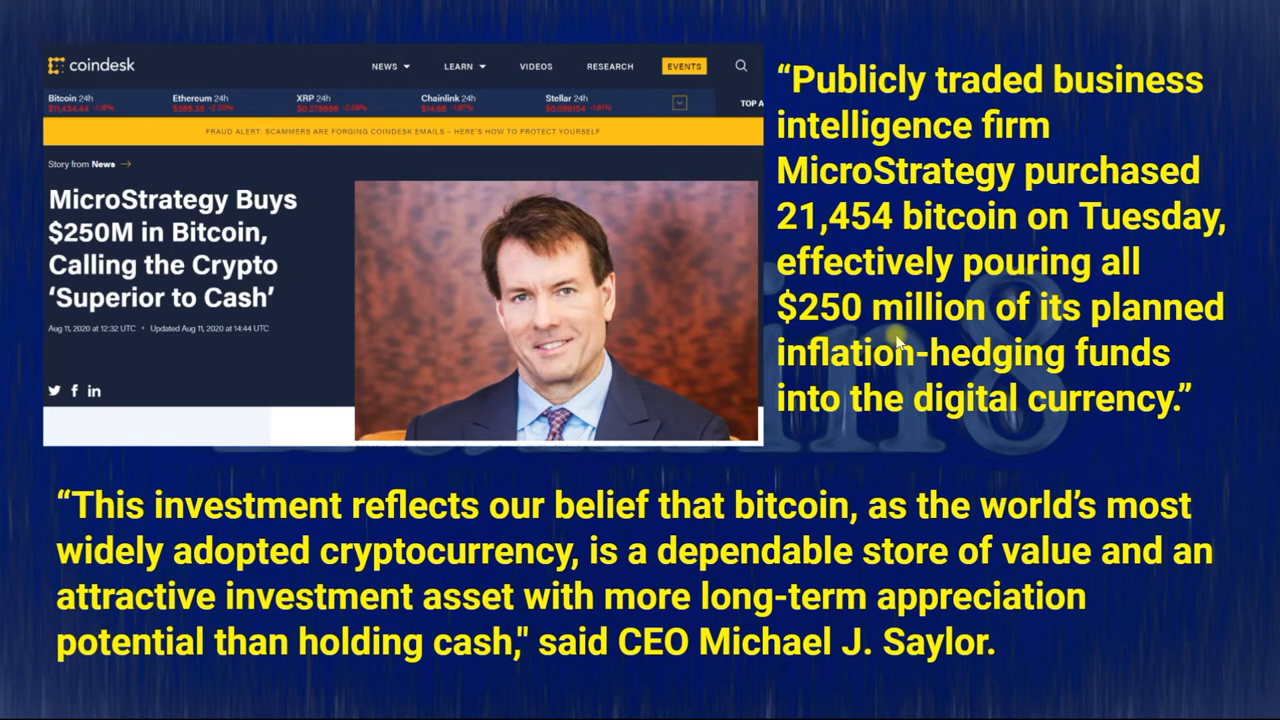 coindesk
NEWS LEARN VIDEOS RESEARCH EVENTS
Bitcoin 24h Ethereum 24h XRP 24h Chainlink 24h Stellar 24h
TOP A
FRAUD ALERT: SCAMMERS ARE FORGING COINDESK EMAILS – HERE'S HOW TO PROTECT YOURSELF
Story from News →
MicroStrategy Buys
$250M in Bitcoin,
Calling the Crypto
‘Superior to Cash’
Aug 11, 2020 at 12:32 UTC • Updated Aug 11, 2020 at 14:44 UTC
“Publicly traded business
intelligence firm
MicroStrategy purchased
21,454 bitcoin on Tuesday,
effectively pouring all
$250 million of its planned
inflation-hedging funds
into the digital currency.”
“This investment reflects our belief that bitcoin, as the world’s most
widely adopted cryptocurrency, is a dependable store of value and an
attractive investment asset with more long-term appreciation
potential than holding cash," said CEO Michael J. Saylor.